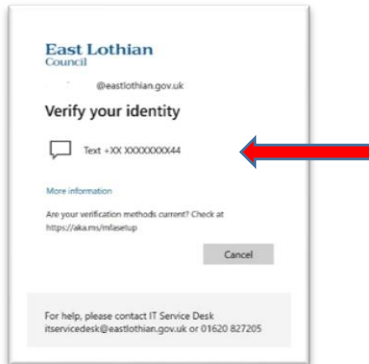 East Lothian
Council
@eastlothian.gov.uk
Verify your identity
Text +XX XXXXXXXX44
More information
Are your verification methods current? Check at
https://aka.ms/mfasetup
Cancel
For help, please contact IT Service Desk
itservicedesk@eastlothian.gov.uk or 01620 827205